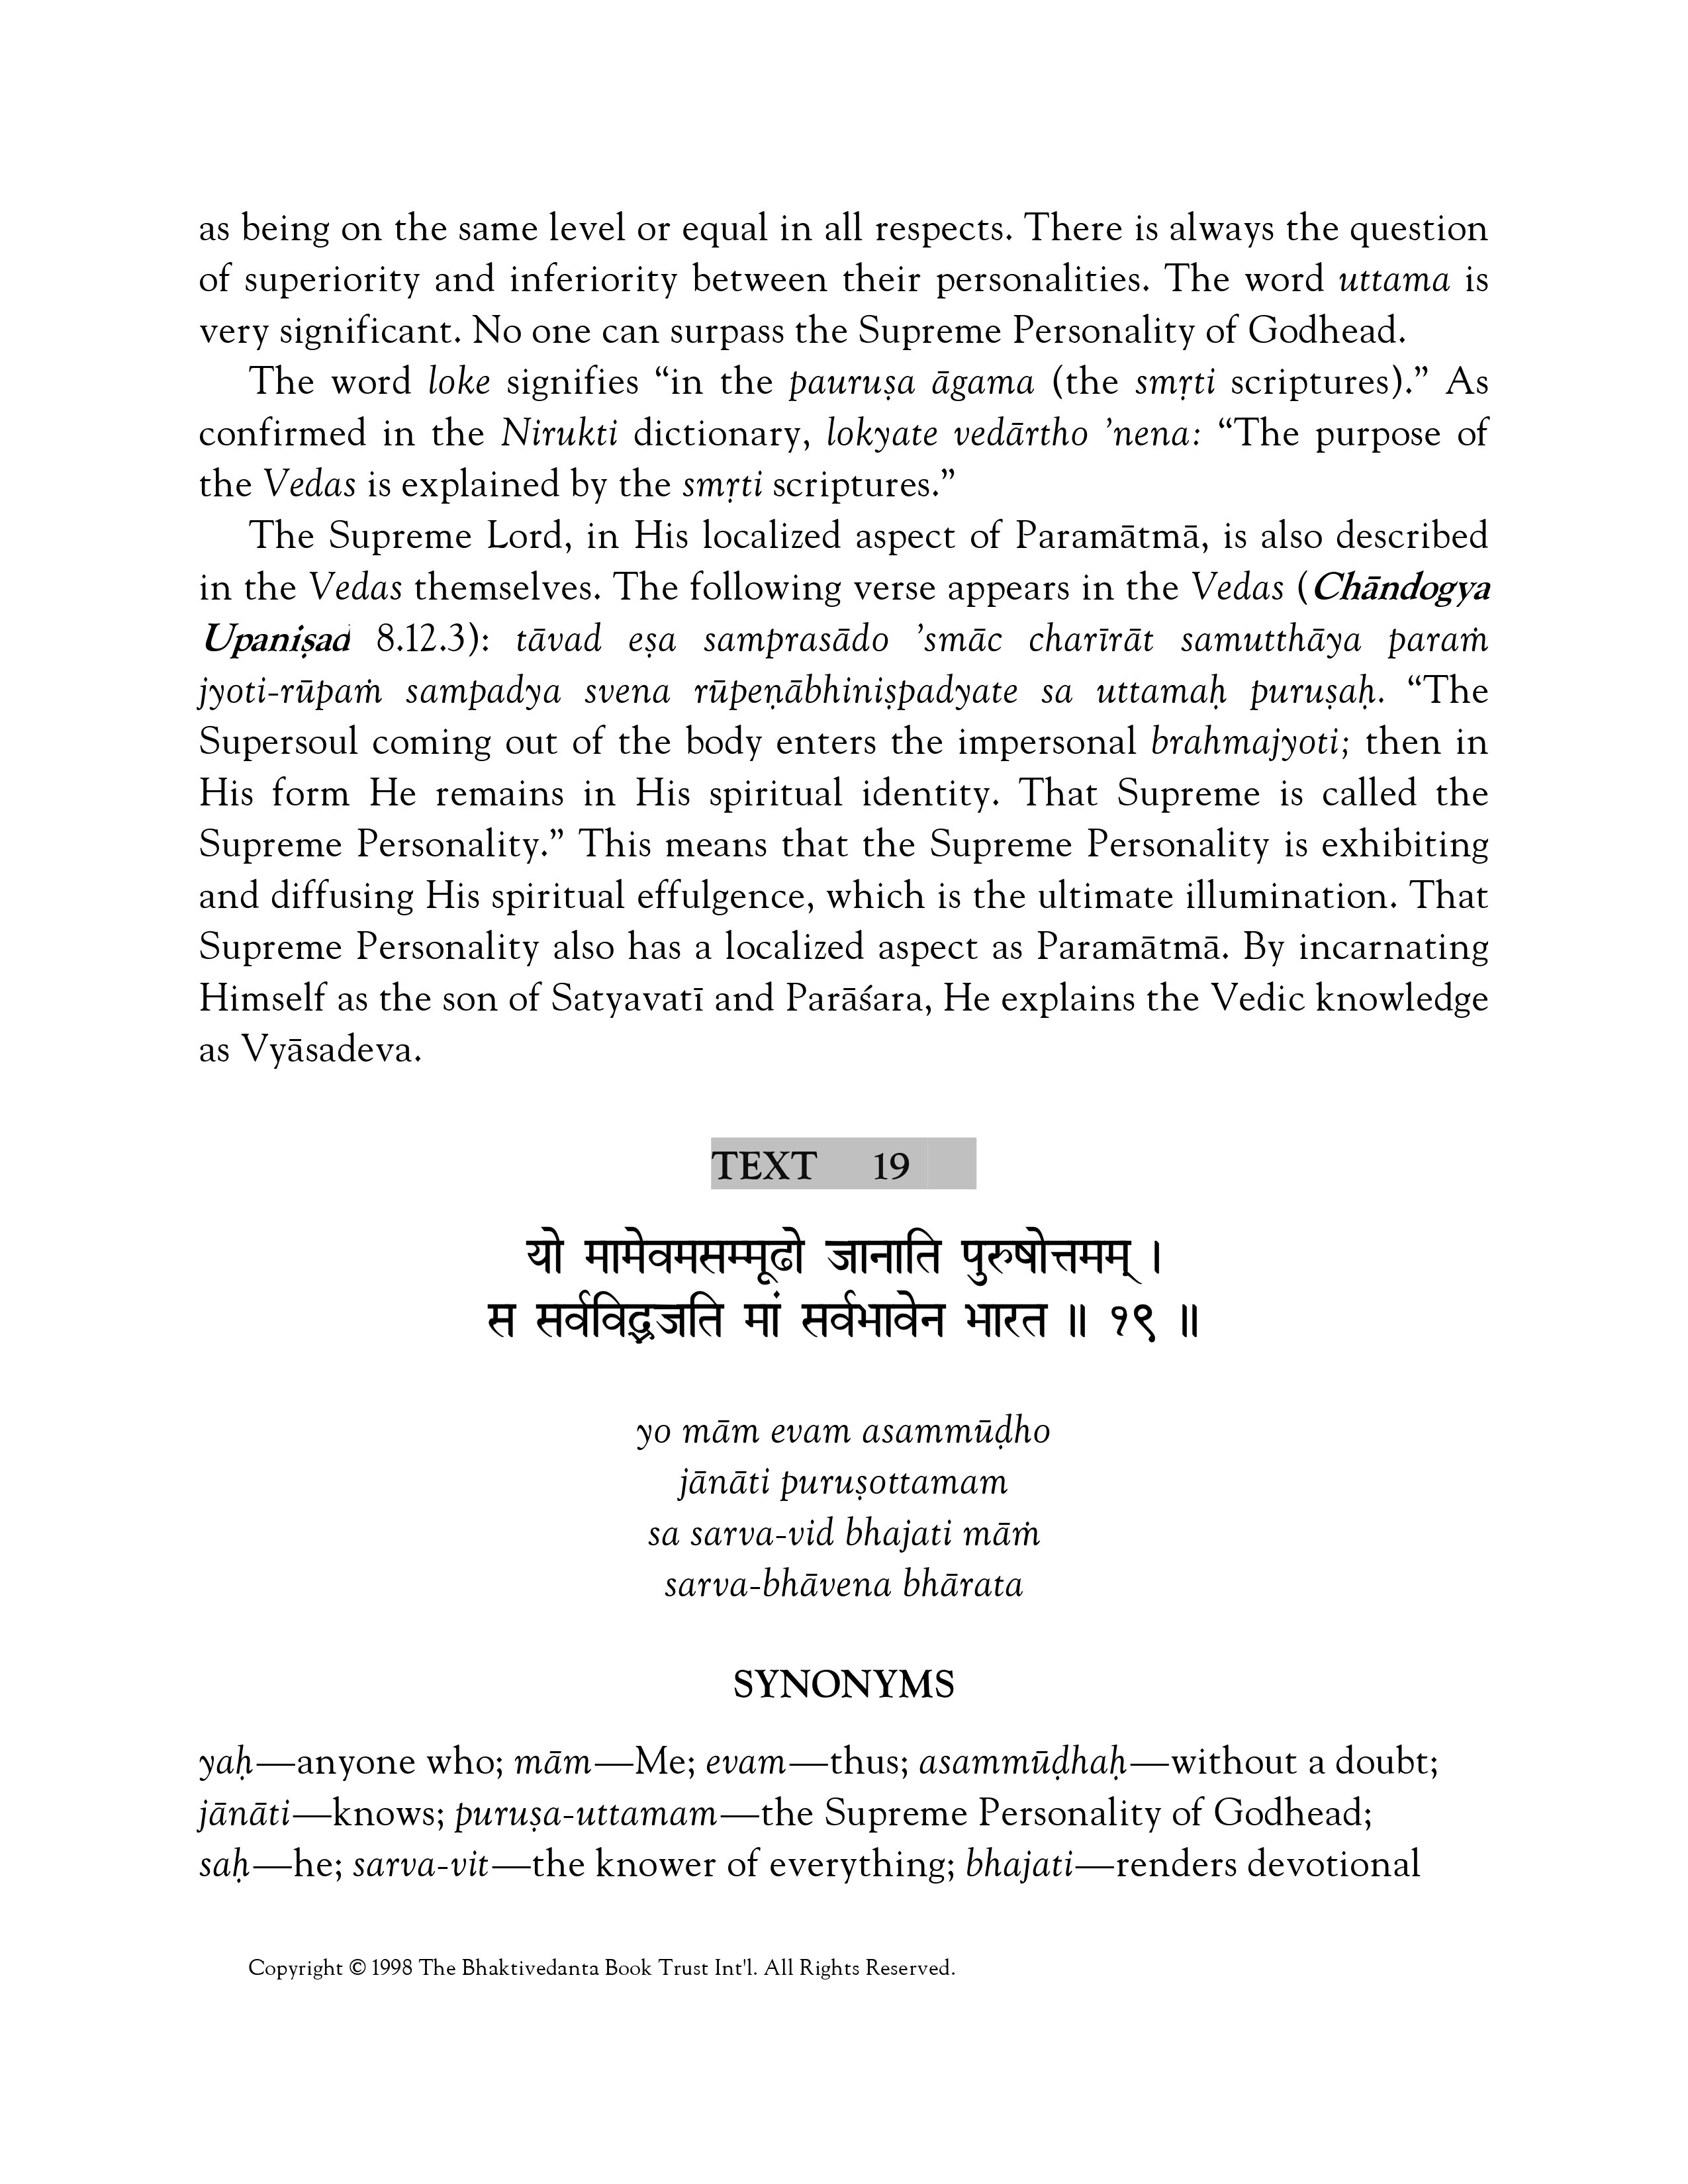 as being on the same level or equal in all respects. There is always the question
of superiority and inferiority between their personalities. The word uttama is
very significant. No one can surpass the Supreme Personality of Godhead.
The word loke signifies “in the pauruṣa āgama (the smṛti scriptures).” As
confirmed in the Nirukti dictionary, lokyate vedārtho ’nena: “The purpose of
the Vedas is explained by the smṛti scriptures.”
The Supreme Lord, in His localized aspect of Paramātmā, is also described
in the Vedas themselves. The following verse appears in the Vedas (Chāndogya
Upaniṣad 8.12.3): tāvad eṣa samprasādo ’smāc charīrāt samutthāya paraṁ
jyoti-rūpaṁ sampadya svena rūpeṇābhiniṣpadyate sa uttamaḥ puruṣaḥ. “The
Supersoul coming out of the body enters the impersonal brahmajyoti; then in
His form He remains in His spiritual identity. That Supreme is called the
Supreme Personality.” This means that the Supreme Personality is exhibiting
and diffusing His spiritual effulgence, which is the ultimate illumination. That
Supreme Personality also has a localized aspect as Paramātmā. By incarnating
Himself as the son of Satyavatī and Parāśara, He explains the Vedic knowledge
as Vyāsadeva.
TEXT 19
यो मामेवमसम्मूढो जानाति पुरुषोत्तमम् ।
स सर्वविद्भजति मां सर्वभावेन भारत ॥ १९ ॥
yo mām evam asammūḍho
jānāti puruṣottamam
sa sarva-vid bhajati māṁ
sarva-bhāvena bhārata
SYNONYMS
yaḥ—anyone who; mām—Me; evam—thus; asammūḍhaḥ—without a doubt;
jānāti—knows; puruṣa-uttamam—the Supreme Personality of Godhead;
saḥ—he; sarva-vit—the knower of everything; bhajati—renders devotional
Copyright © 1998 The Bhaktivedanta Book Trust Int'l. All Rights Reserved.